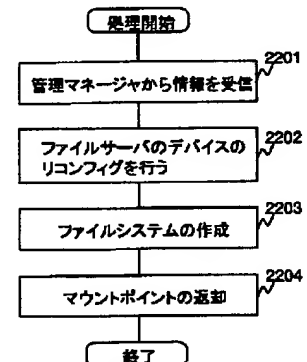 処理開始
2201
管理マネージャから情報を受信
2202
ファイルサーバのデバイスの
リコンフィグを行う
2203
ファイルシステムの作成
2204
マウントポイントの返却
終了